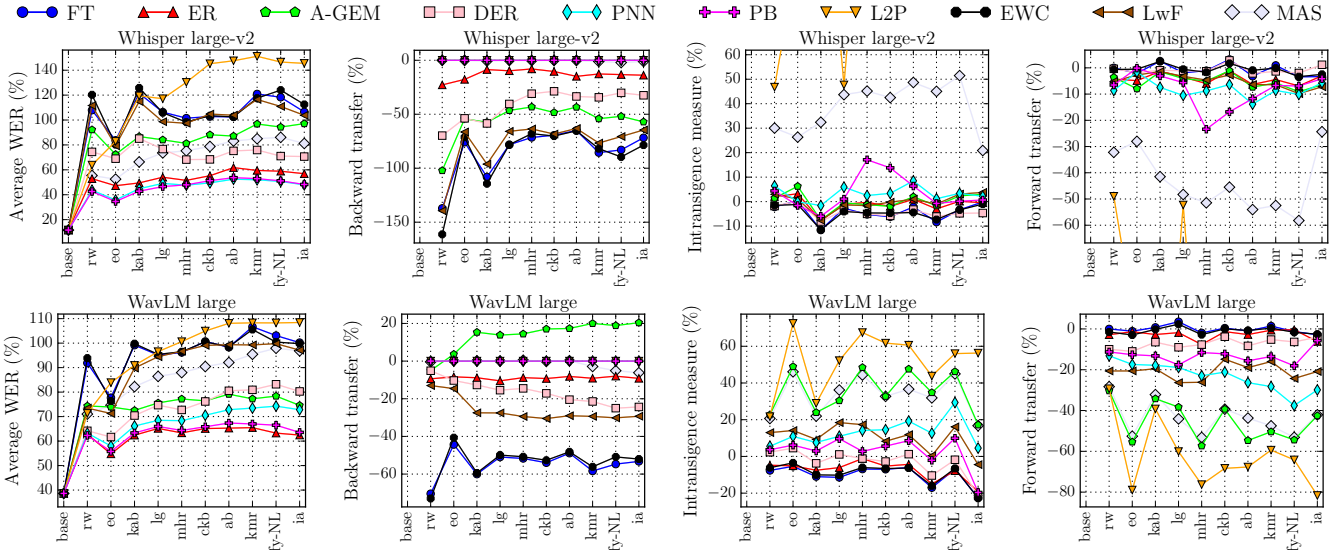 FT ER A-GEM DER PNN PB L2P EWC LwF MAS
Whisper large-v2
Average WER (%)
140
120
100
80
60
40
20
base rw eo kab lg mhr ckb ab kmr fy-NL ia
Whisper large-v2
Backward transfer (%)
0
−50
−100
−150
base rw eo kab lg mhr ckb ab kmr fy-NL ia
Whisper large-v2
Intransigence measure (%)
60
50
40
30
20
10
0
−10
base rw eo kab lg mhr ckb ab kmr fy-NL ia
Whisper large-v2
Forward transfer (%)
0
−10
−20
−30
−40
−50
−60
base rw eo kab lg mhr ckb ab kmr fy-NL ia
WavLM large
Average WER (%)
110
100
90
80
70
60
50
40
base rw eo kab lg mhr ckb ab kmr fy-NL ia
WavLM large
Backward transfer (%)
20
0
−20
−40
−60
base rw eo kab lg mhr ckb ab kmr fy-NL ia
WavLM large
Intransigence measure (%)
60
40
20
0
−20
base rw eo kab lg mhr ckb ab kmr fy-NL ia
WavLM large
Forward transfer (%)
0
−20
−40
−60
−80
base rw eo kab lg mhr ckb ab kmr fy-NL ia